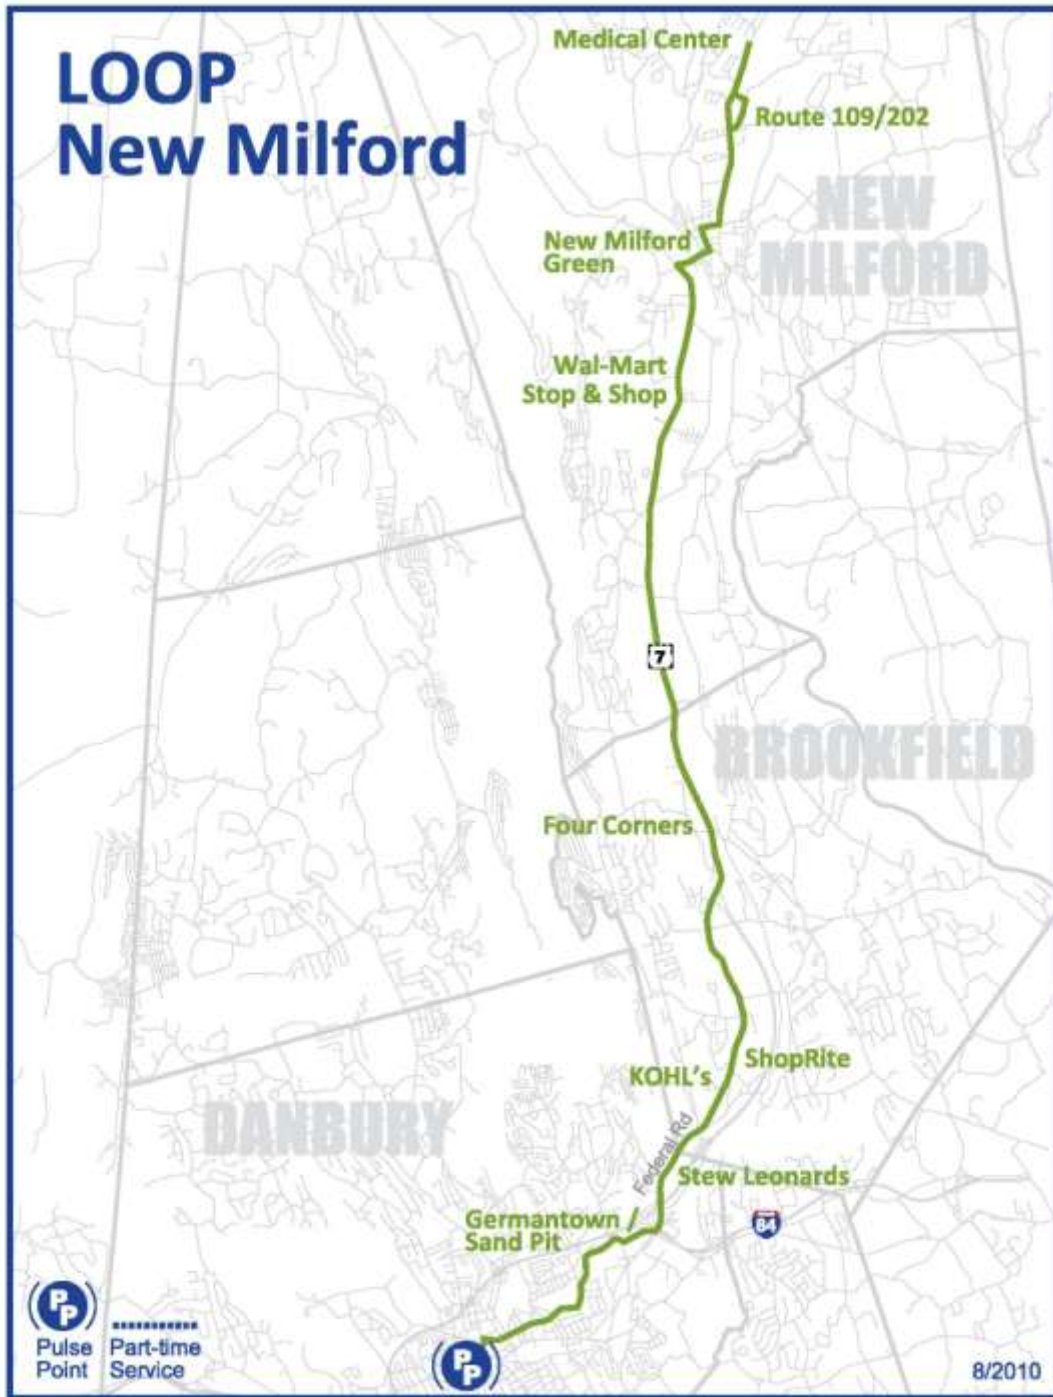 LOOP
New Milford
Medical Center
Route 109/202
NEW
MILFORD
New Milford
Green
Wal-Mart
Stop & Shop
7
BROOKFIELD
Four Corners
ShopRite
KOHL's
DANBURY
Federal Rd
Stew Leonards
Germantown /
Sand Pit
84
PP
Pulse
Point
Part-time
Service
PP
8/2010